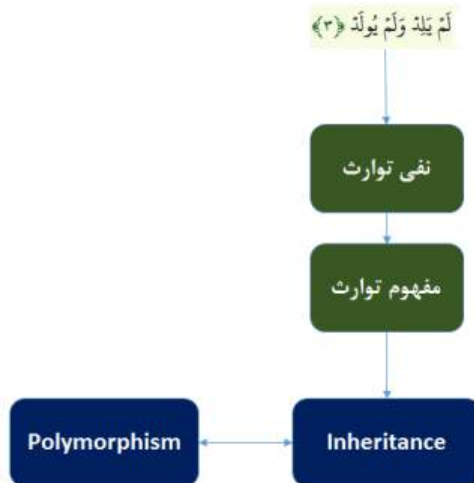 لَمْ يَلِدْ وَلَمْ يُولَدْ ﴿٣﴾
نفی توارث
مفهوم توارث
Polymorphism
Inheritance